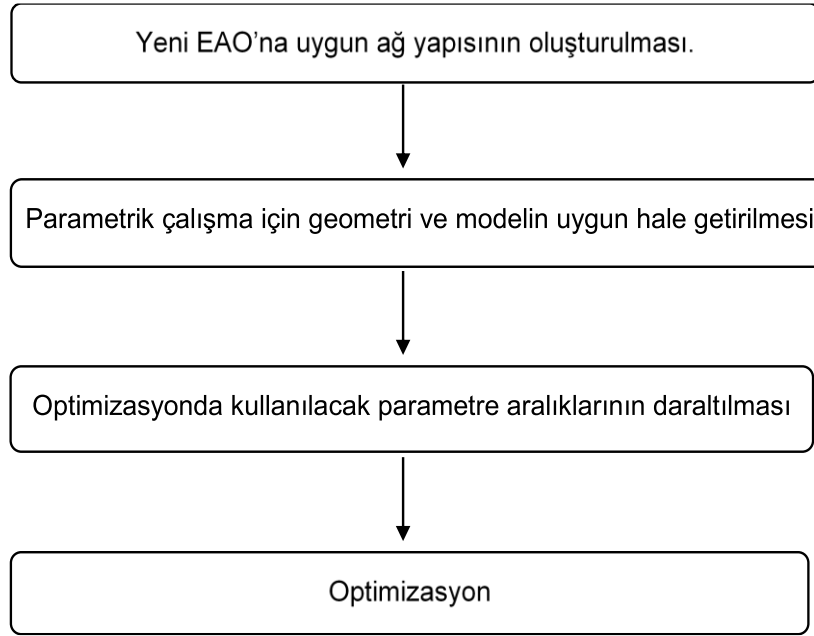 Yeni EAO’na uygun ağ yapısının oluşturulması.
Parametrik çalışma için geometri ve modelin uygun hale getirilmesi
Optimizasyonda kullanılacak parametre aralıklarının daraltılması
Optimizasyon